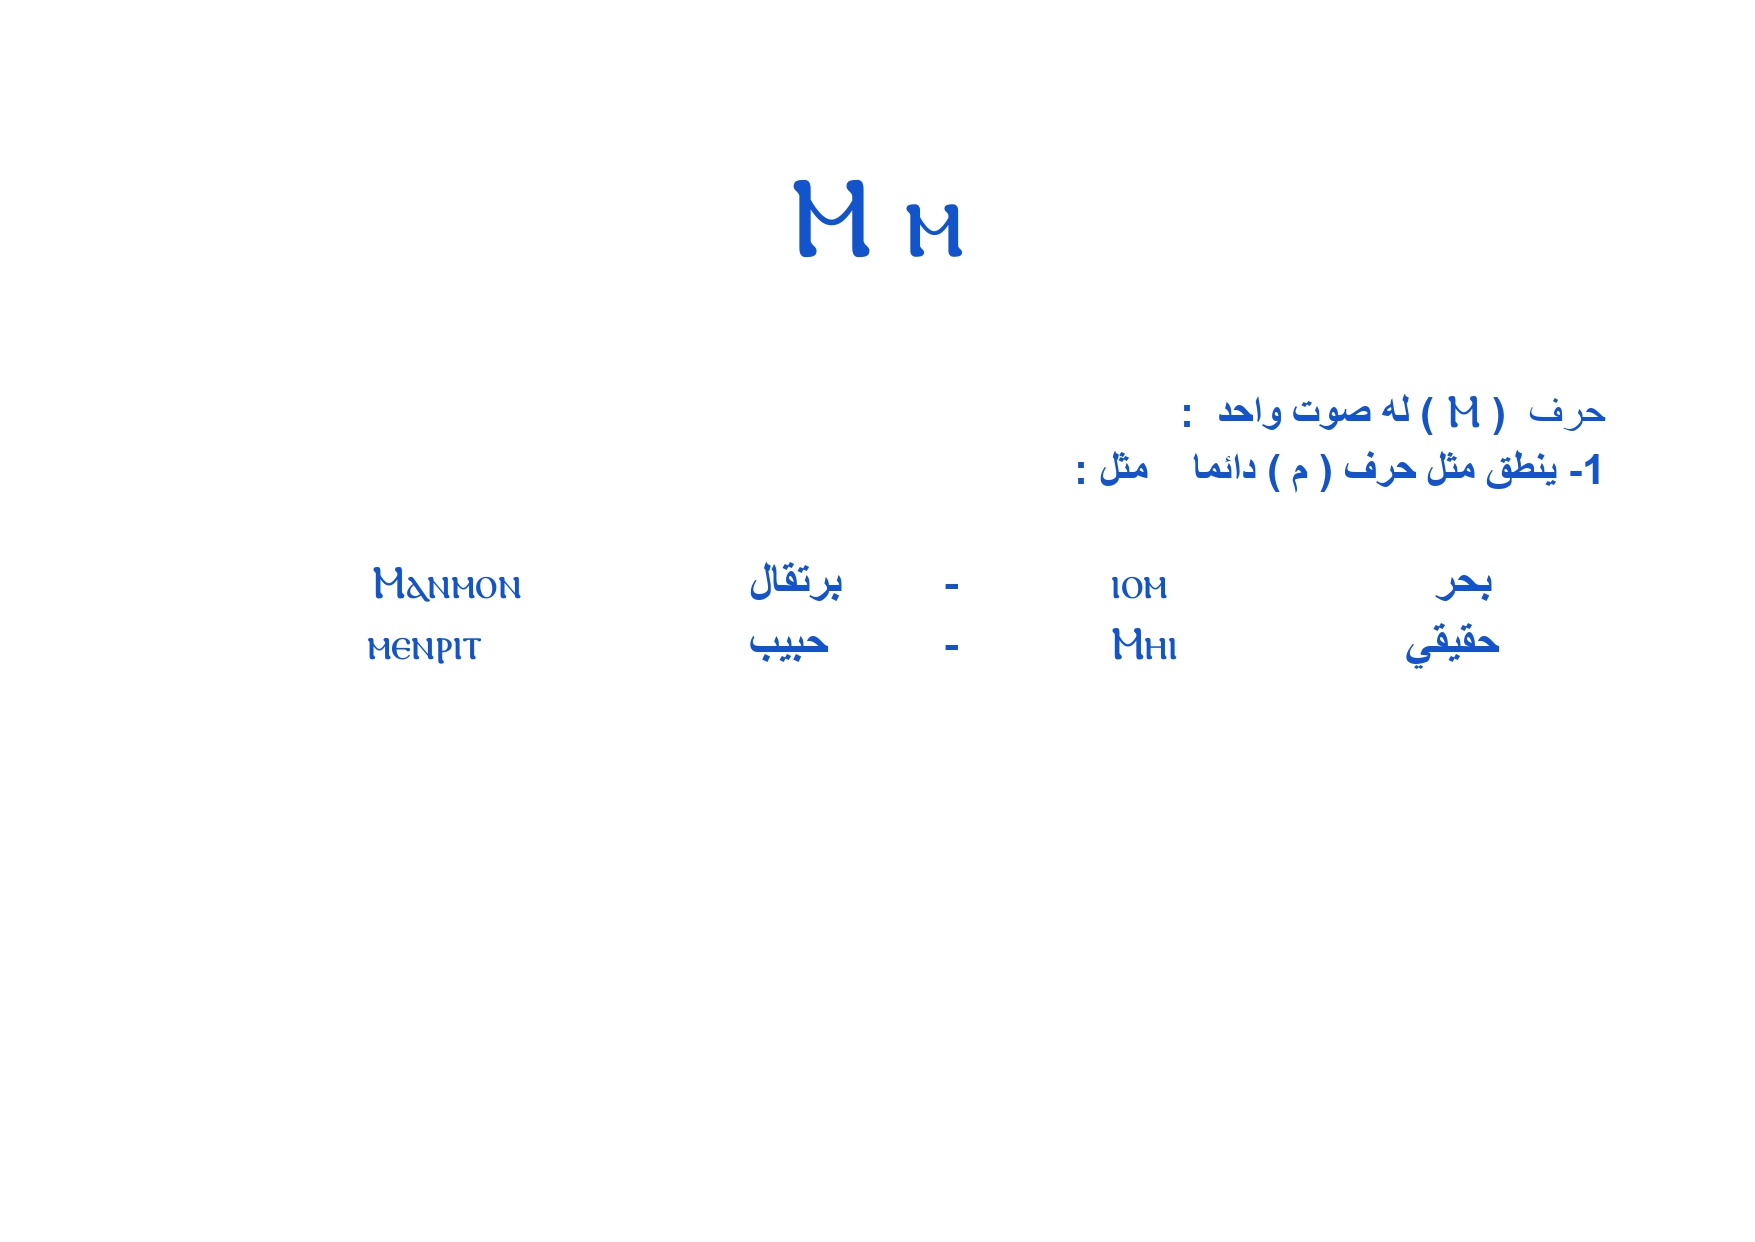 Ⲙ ⲙ
حرف ( Ⲙ ) له صوت واحد :
1- ينطق مثل حرف ( م ) دائما مثل :
بحر ⲓⲟⲙ - برتقال Ⲙⲁⲛⲙⲟⲛ
حقيقي Ⲙⲏⲓ - حبيب ⲙⲉⲛⲣⲓⲧ